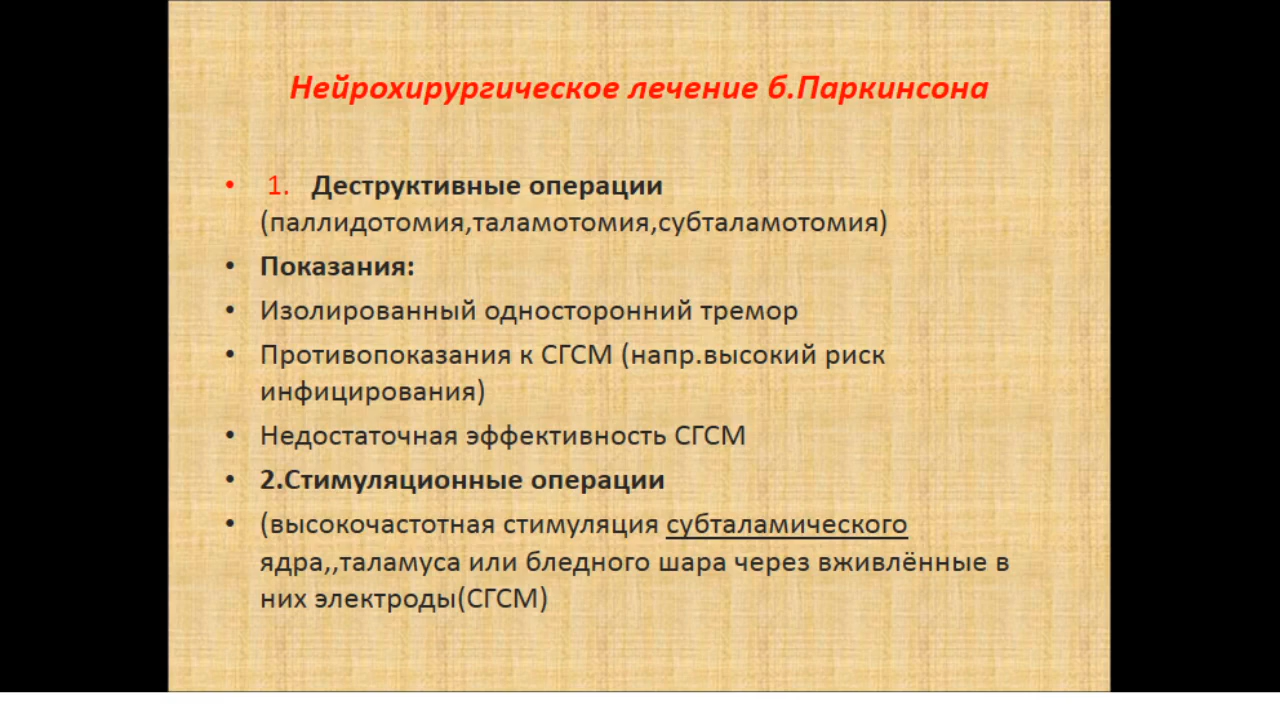 Нейрохирургическое лечение б.Паркинсона
• 1. Деструктивные операции
(паллидотомия,таламотомия,субталамотомия)
• Показания:
• Изолированный односторонний тремор
• Противопоказания к СГСМ (напр.высокий риск
инфицирования)
• Недостаточная эффективность СГСМ
• 2.Стимуляционные операции
• (высокочастотная стимуляция субталамического
ядра,,таламуса или бледного шара через вживлённые в
них электроды(СГСМ)